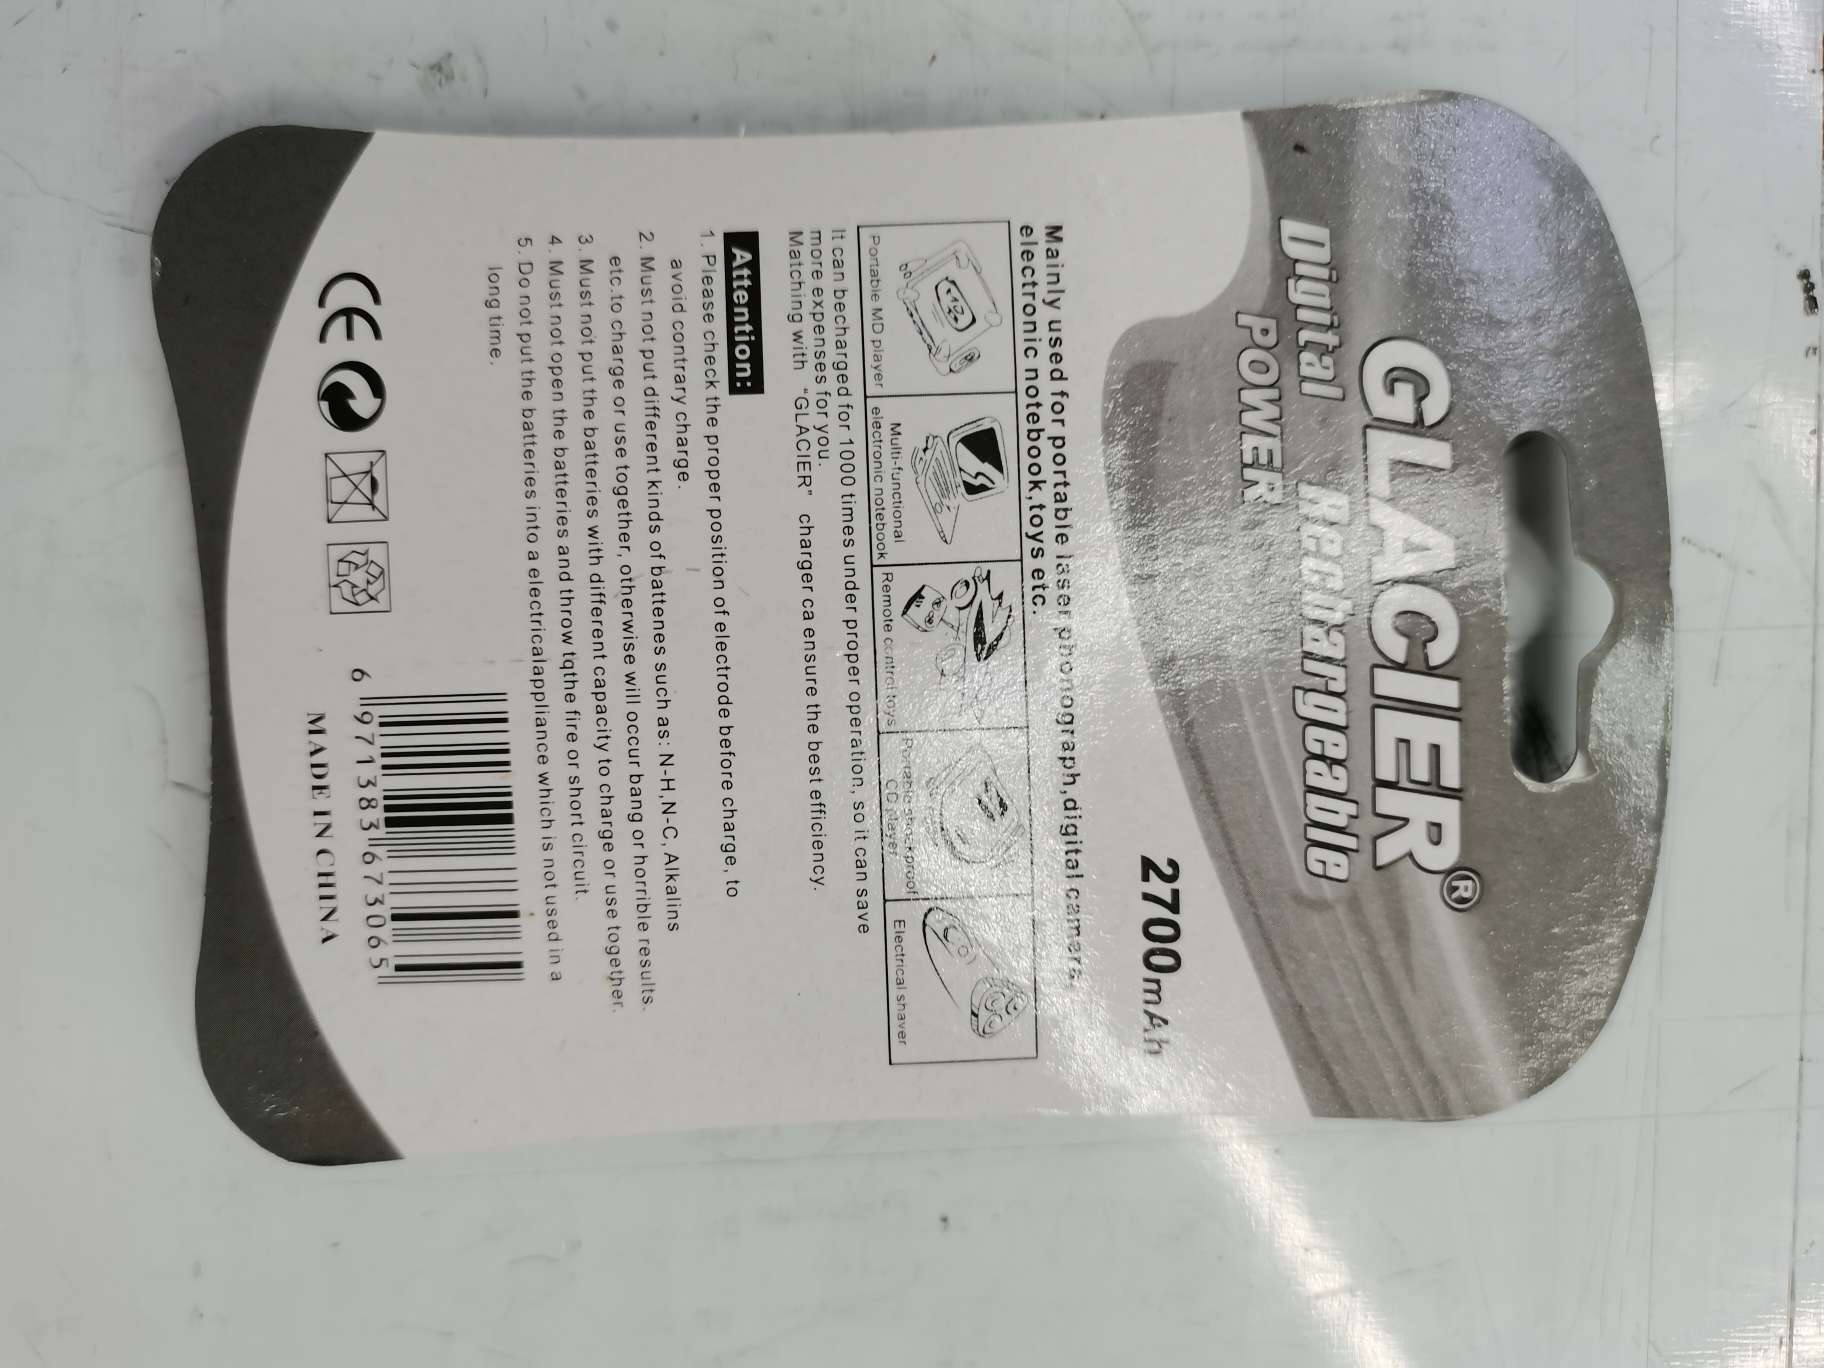 GLACIER®
Digital Rechargeable
POWER
2700mAh
Mainly used for portable laser phonograph,digital camera,
electronic notebook,toys etc.
Portable MD player
Multi-functional
electronic notebook
Remote control toys
Portable shockproof
CD player
Electrical shaver
It can becharged for 1000 times under proper operation, so it can save
more expenses for you.
Matching with "GLACIER" charger ca ensure the best efficiency.
Attention:
1. Please check the proper position of electrode before charge, to
avoid contrary charge.
2. Must not put different kinds of batteries such as: N-H,N-C, Alkalins
etc.to charge or use together, otherwise will occur bang or horrible results.
3. Must not put the batteries with different capacity to charge or use together.
4. Must not open the batteries and throw tqthe fire or short circuit.
5. Do not put the batteries into a electricalappliance which is not used in a
long time.
CE
6 971383 673065
MADE IN CHINA